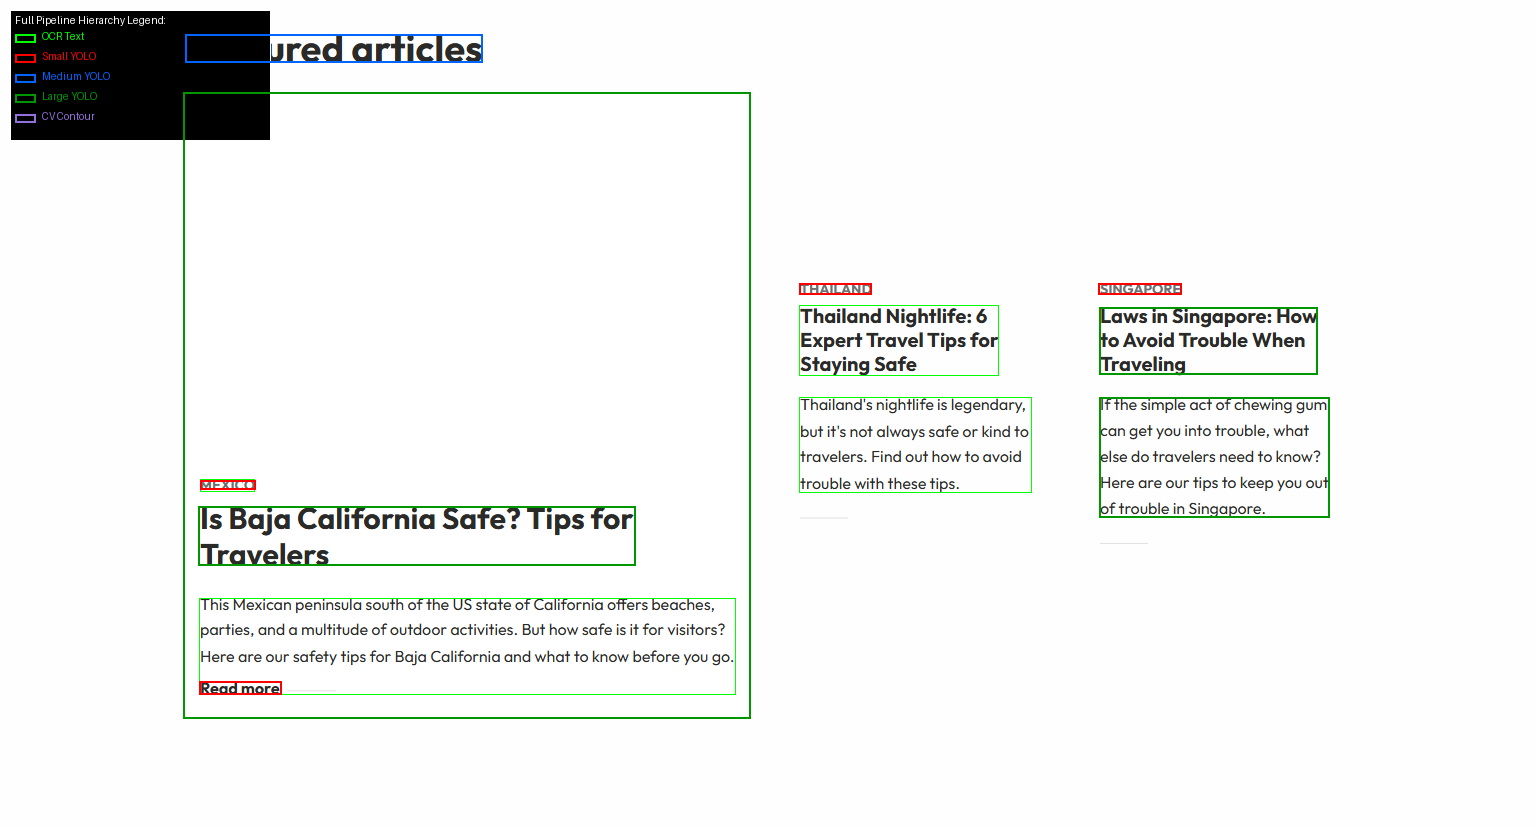 Full Pipeline Hierarchy Legend:
OCR Text
Small YOLO
Medium YOLO
Large YOLO
CV Contour
articles
MEXICO
Is Baja California Safe? Tips for
Travelers
This Mexican peninsula south of the US state of California offers beaches,
parties, and a multitude of outdoor activities. But how safe is it for visitors?
Here are our safety tips for Baja California and what to know before you go.
Read more
THAILAND
Thailand Nightlife: 6
Expert Travel Tips for
Staying Safe
Thailand's nightlife is legendary,
but it's not always safe or kind to
travelers. Find out how to avoid
trouble with these tips.
SINGAPORE
Laws in Singapore: How
to Avoid Trouble When
Traveling
If the simple act of chewing gum
can get you into trouble, what
else do travelers need to know?
Here are our tips to keep you out
of trouble in Singapore.